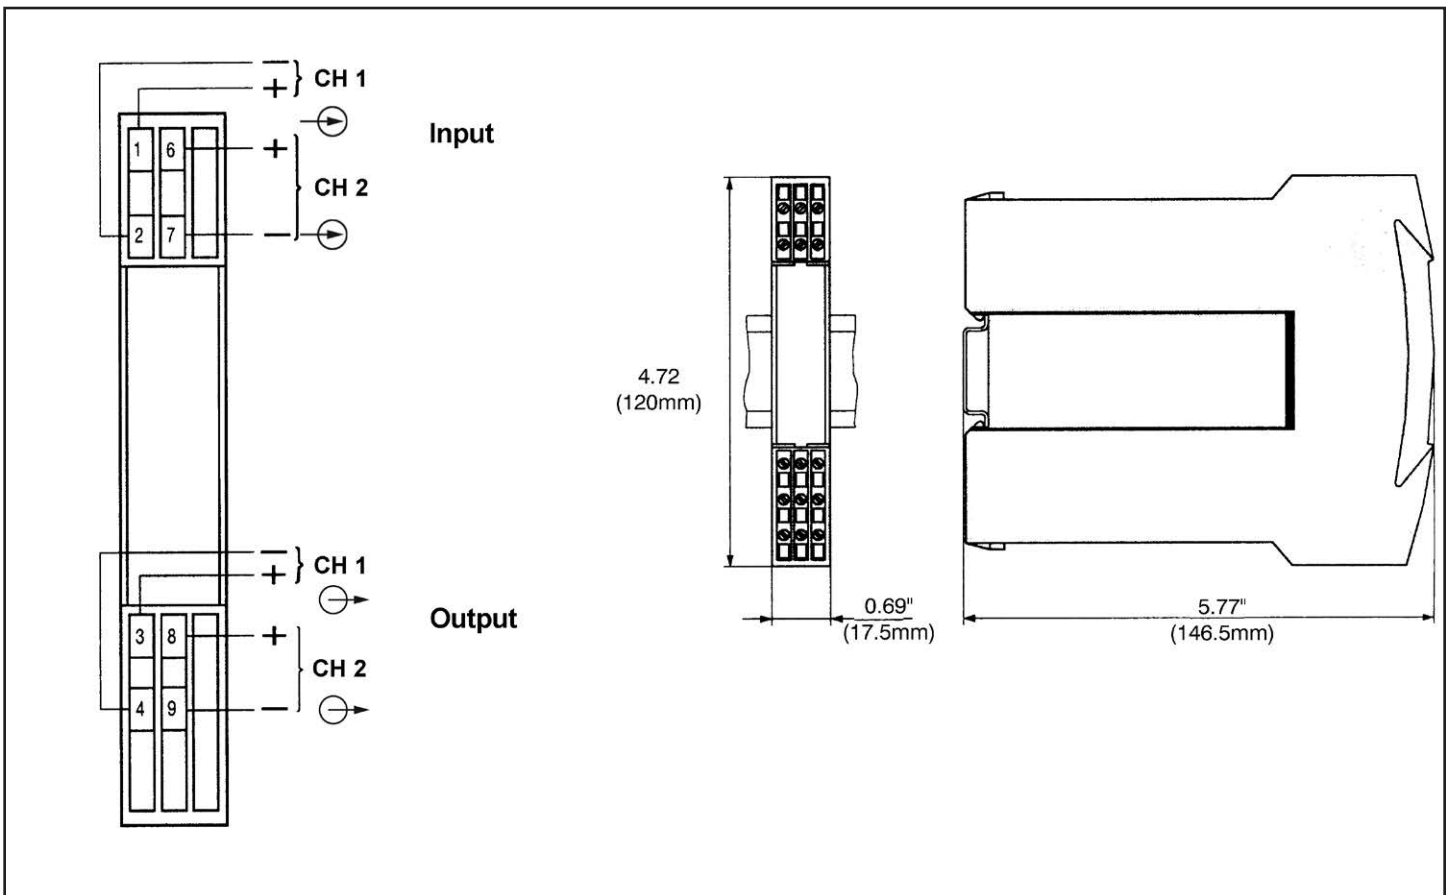 − CH 1
+
Input
1 6 + CH 2
2 7 −
− CH 1
+
Output
3 8 + CH 2
4 9 −
4.72
(120mm)
0.69"
(17.5mm)
5.77"
(146.5mm)